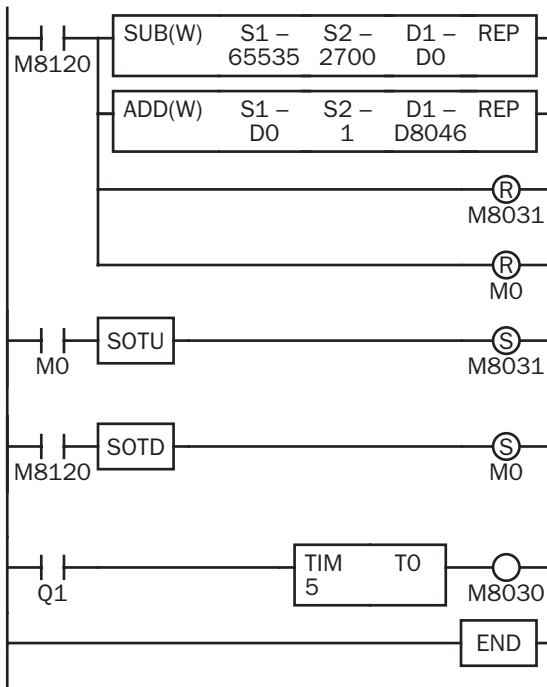 SUB(W) S1 – S2 – D1 – REP
65535 2700 D0
M8120
ADD(W) S1 – S2 – D1 – REP
D0 1 D8046
R
M8031
R
M0
SOTU S
M0 M8031
SOTD S
M8120 M0
TIM T0
5
Q1 M8030
END